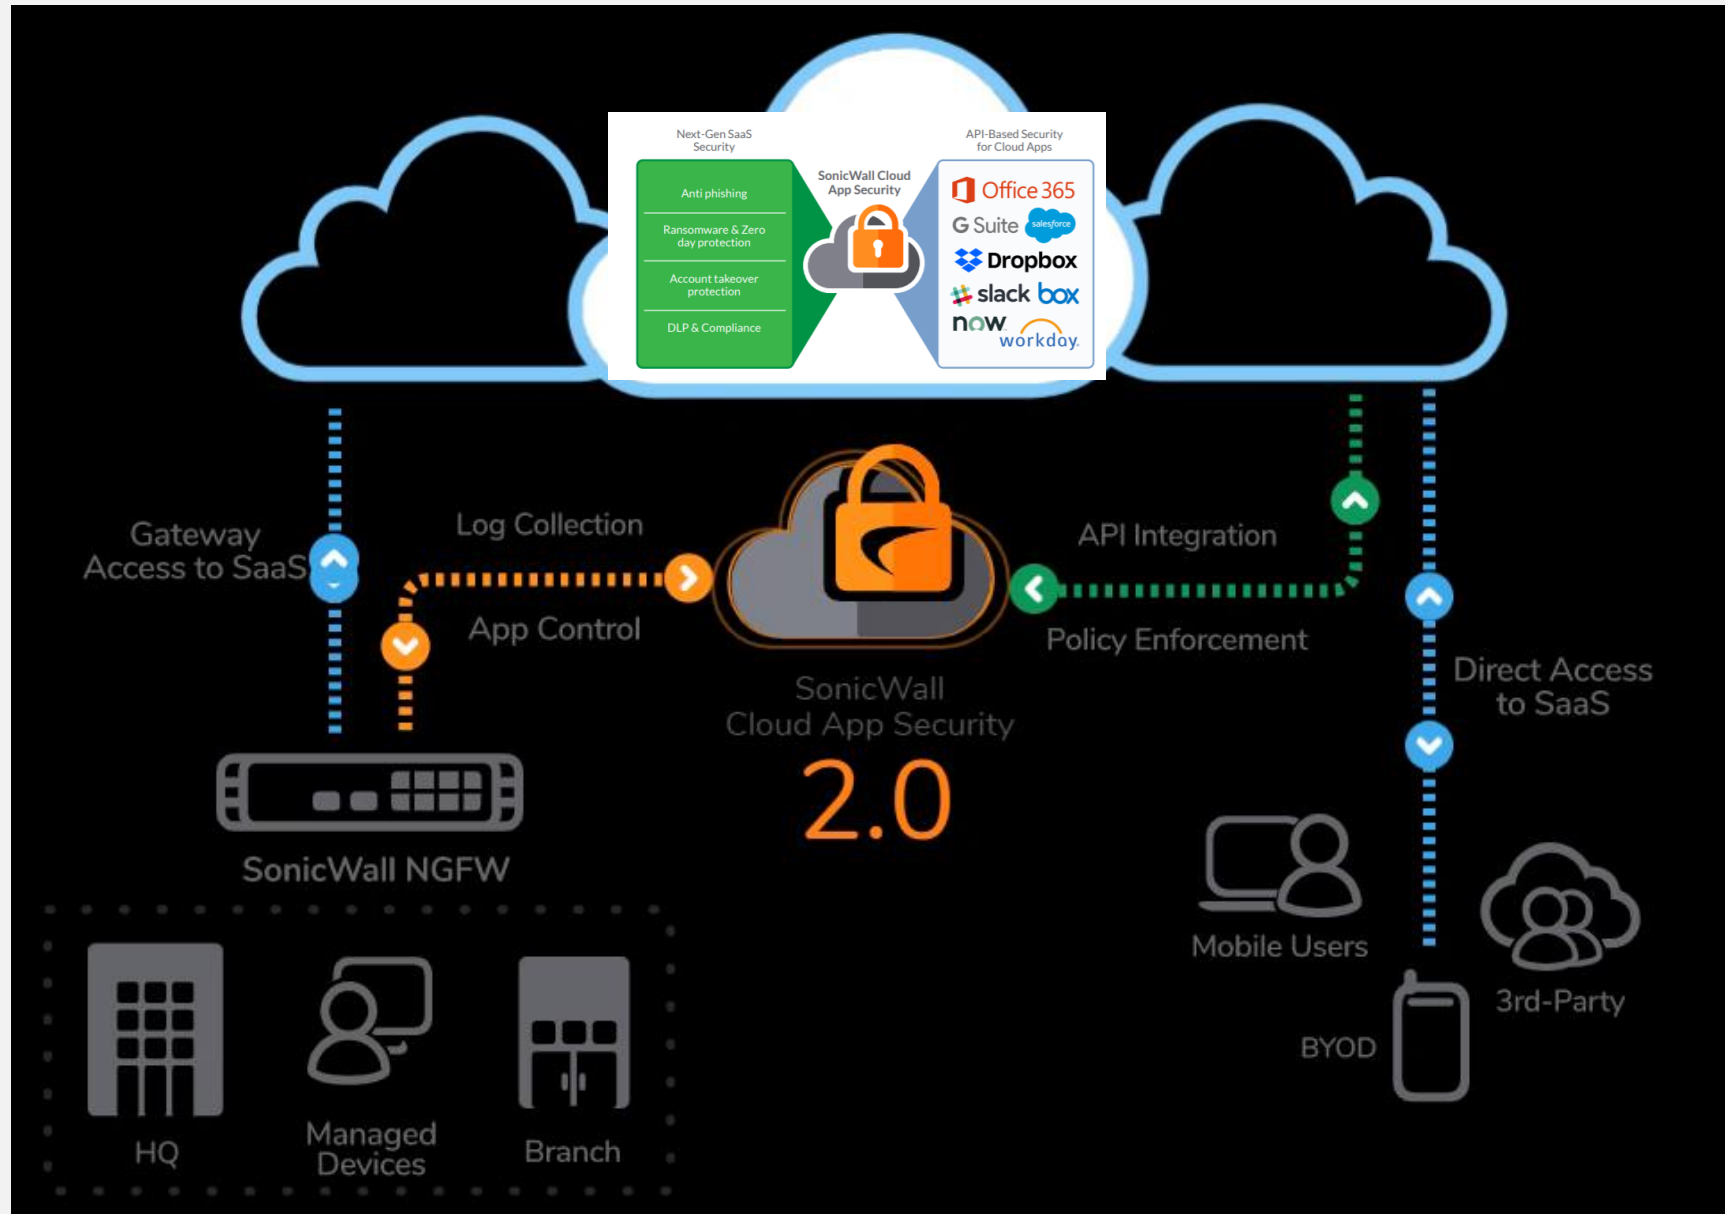 Next-Gen SaaS
Security
API-Based Security
for Cloud Apps
SonicWall Cloud
App Security
Anti phishing
Ransomware & Zero
day protection
Account takeover
protection
DLP & Compliance
Office 365
G Suite
salesforce
Dropbox
slack
box
now
workday.
Gateway
Access to SaaS
Log Collection
App Control
API Integration
Policy Enforcement
Direct Access
to SaaS
SonicWall
Cloud App Security
2.0
SonicWall NGFW
HQ
Managed
Devices
Branch
Mobile Users
3rd-Party
BYOD